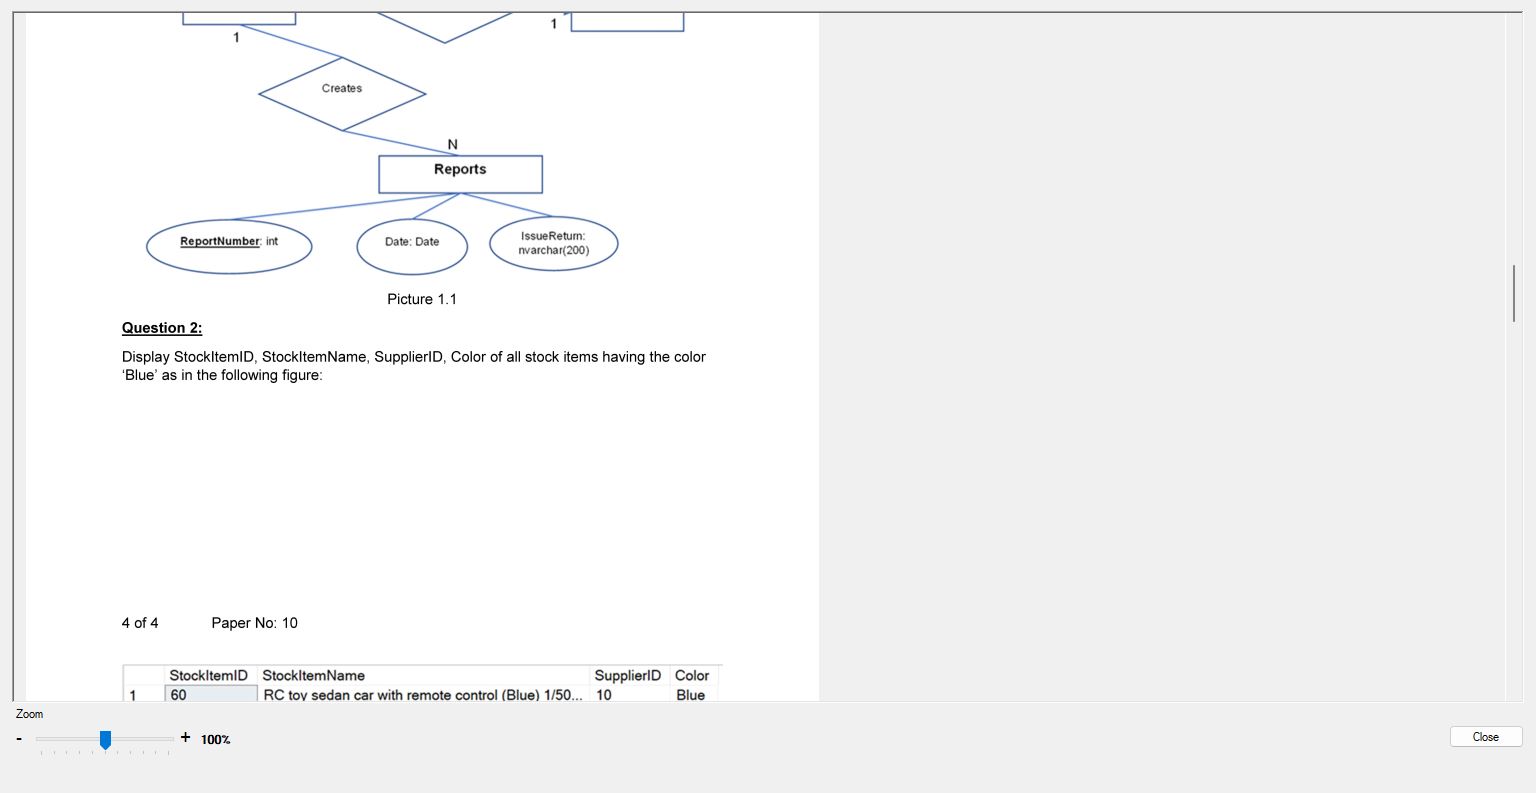 1
1
Creates
N
Reports
ReportNumber: int
Date: Date
IssueReturn:
nvarchar(200)
Picture 1.1
Question 2:
Display StockItemID, StockItemName, SupplierID, Color of all stock items having the color
‘Blue’ as in the following figure:
4 of 4 Paper No: 10
StockItemID StockItemName SupplierID Color
1 60 RC toy sedan car with remote control (Blue) 1/50... 10 Blue
Zoom
- + 100%
Close